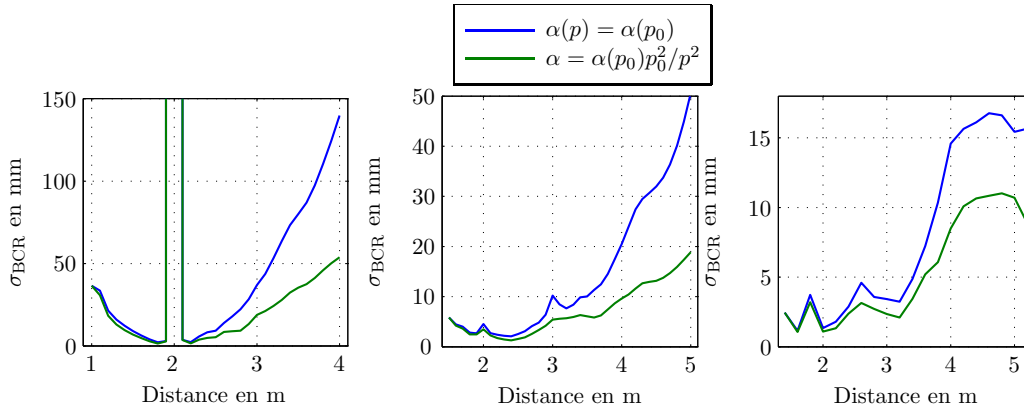 α(p) = α(p₀)
α = α(p₀)p₀²/p²
σ_BCR en mm
150
100
50
0
1 2 3 4
Distance en m
σ_BCR en mm
50
40
30
20
10
0
2 3 4 5
Distance en m
σ_BCR en mm
15
10
5
0
2 3 4 5
Distance en m